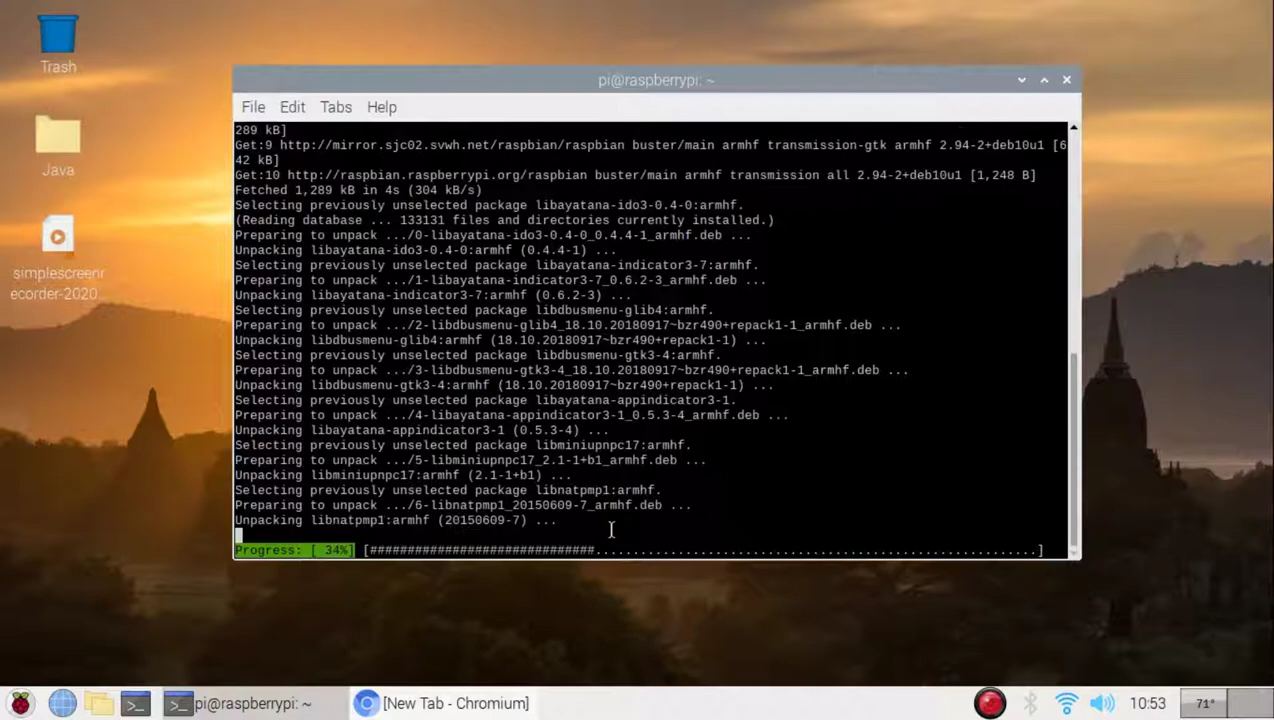 Trash
Java
simplescreenr
ecorder-2020...
pi@raspberrypi: ~
File Edit Tabs Help
289 kB]
Get:9 http://mirror.sjc02.svwh.net/raspbian/raspbian buster/main armhf transmission-gtk armhf 2.94-2+deb10u1 [6
42 kB]
Get:10 http://raspbian.raspberrypi.org/raspbian buster/main armhf transmission all 2.94-2+deb10u1 [1,248 B]
Fetched 1,289 kB in 4s (304 kB/s)
Selecting previously unselected package libayatana-ido3-0.4-0:armhf.
(Reading database ... 133131 files and directories currently installed.)
Preparing to unpack .../0-libayatana-ido3-0.4-0_0.4.4-1_armhf.deb ...
Unpacking libayatana-ido3-0.4-0:armhf (0.4.4-1) ...
Selecting previously unselected package libayatana-indicator3-7:armhf.
Preparing to unpack .../1-libayatana-indicator3-7_0.6.2-3_armhf.deb ...
Unpacking libayatana-indicator3-7:armhf (0.6.2-3) ...
Selecting previously unselected package libdbusmenu-glib4:armhf.
Preparing to unpack .../2-libdbusmenu-glib4_18.10.20180917~bzr490+repack1-1_armhf.deb ...
Unpacking libdbusmenu-glib4:armhf (18.10.20180917~bzr490+repack1-1) ...
Selecting previously unselected package libdbusmenu-gtk3-4:armhf.
Preparing to unpack .../3-libdbusmenu-gtk3-4_18.10.20180917~bzr490+repack1-1_armhf.deb ...
Unpacking libdbusmenu-gtk3-4:armhf (18.10.20180917~bzr490+repack1-1) ...
Selecting previously unselected package libayatana-appindicator3-1.
Preparing to unpack .../4-libayatana-appindicator3-1_0.5.3-4_armhf.deb ...
Unpacking libayatana-appindicator3-1 (0.5.3-4) ...
Selecting previously unselected package libminiupnpc17:armhf.
Preparing to unpack .../5-libminiupnpc17_2.1-1+b1_armhf.deb ...
Unpacking libminiupnpc17:armhf (2.1-1+b1) ...
Selecting previously unselected package libnatpmp1:armhf.
Preparing to unpack .../6-libnatpmp1_20150609-7_armhf.deb ...
Unpacking libnatpmp1:armhf (20150609-7) ...
Progress: [ 34%] [##############################...........................................................]
pi@raspberrypi: ~ [New Tab - Chromium] 10:53 71°